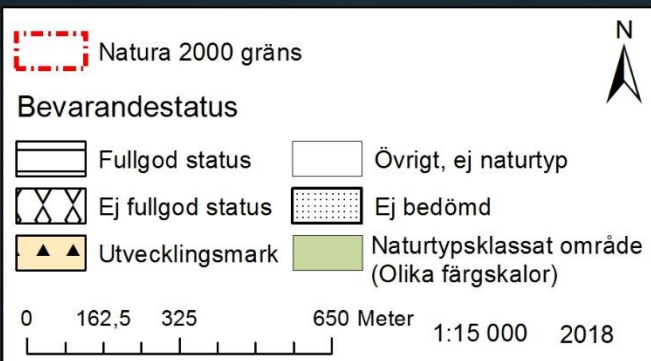 N
Natura 2000 gräns
Bevarandestatus
Fullgod status
Övrigt, ej naturtyp
Ej fullgod status
Ej bedömd
Utvecklingsmark
Naturtypsklassat område
(Olika färgskalor)
0 162,5 325 650 Meter
1:15 000 2018